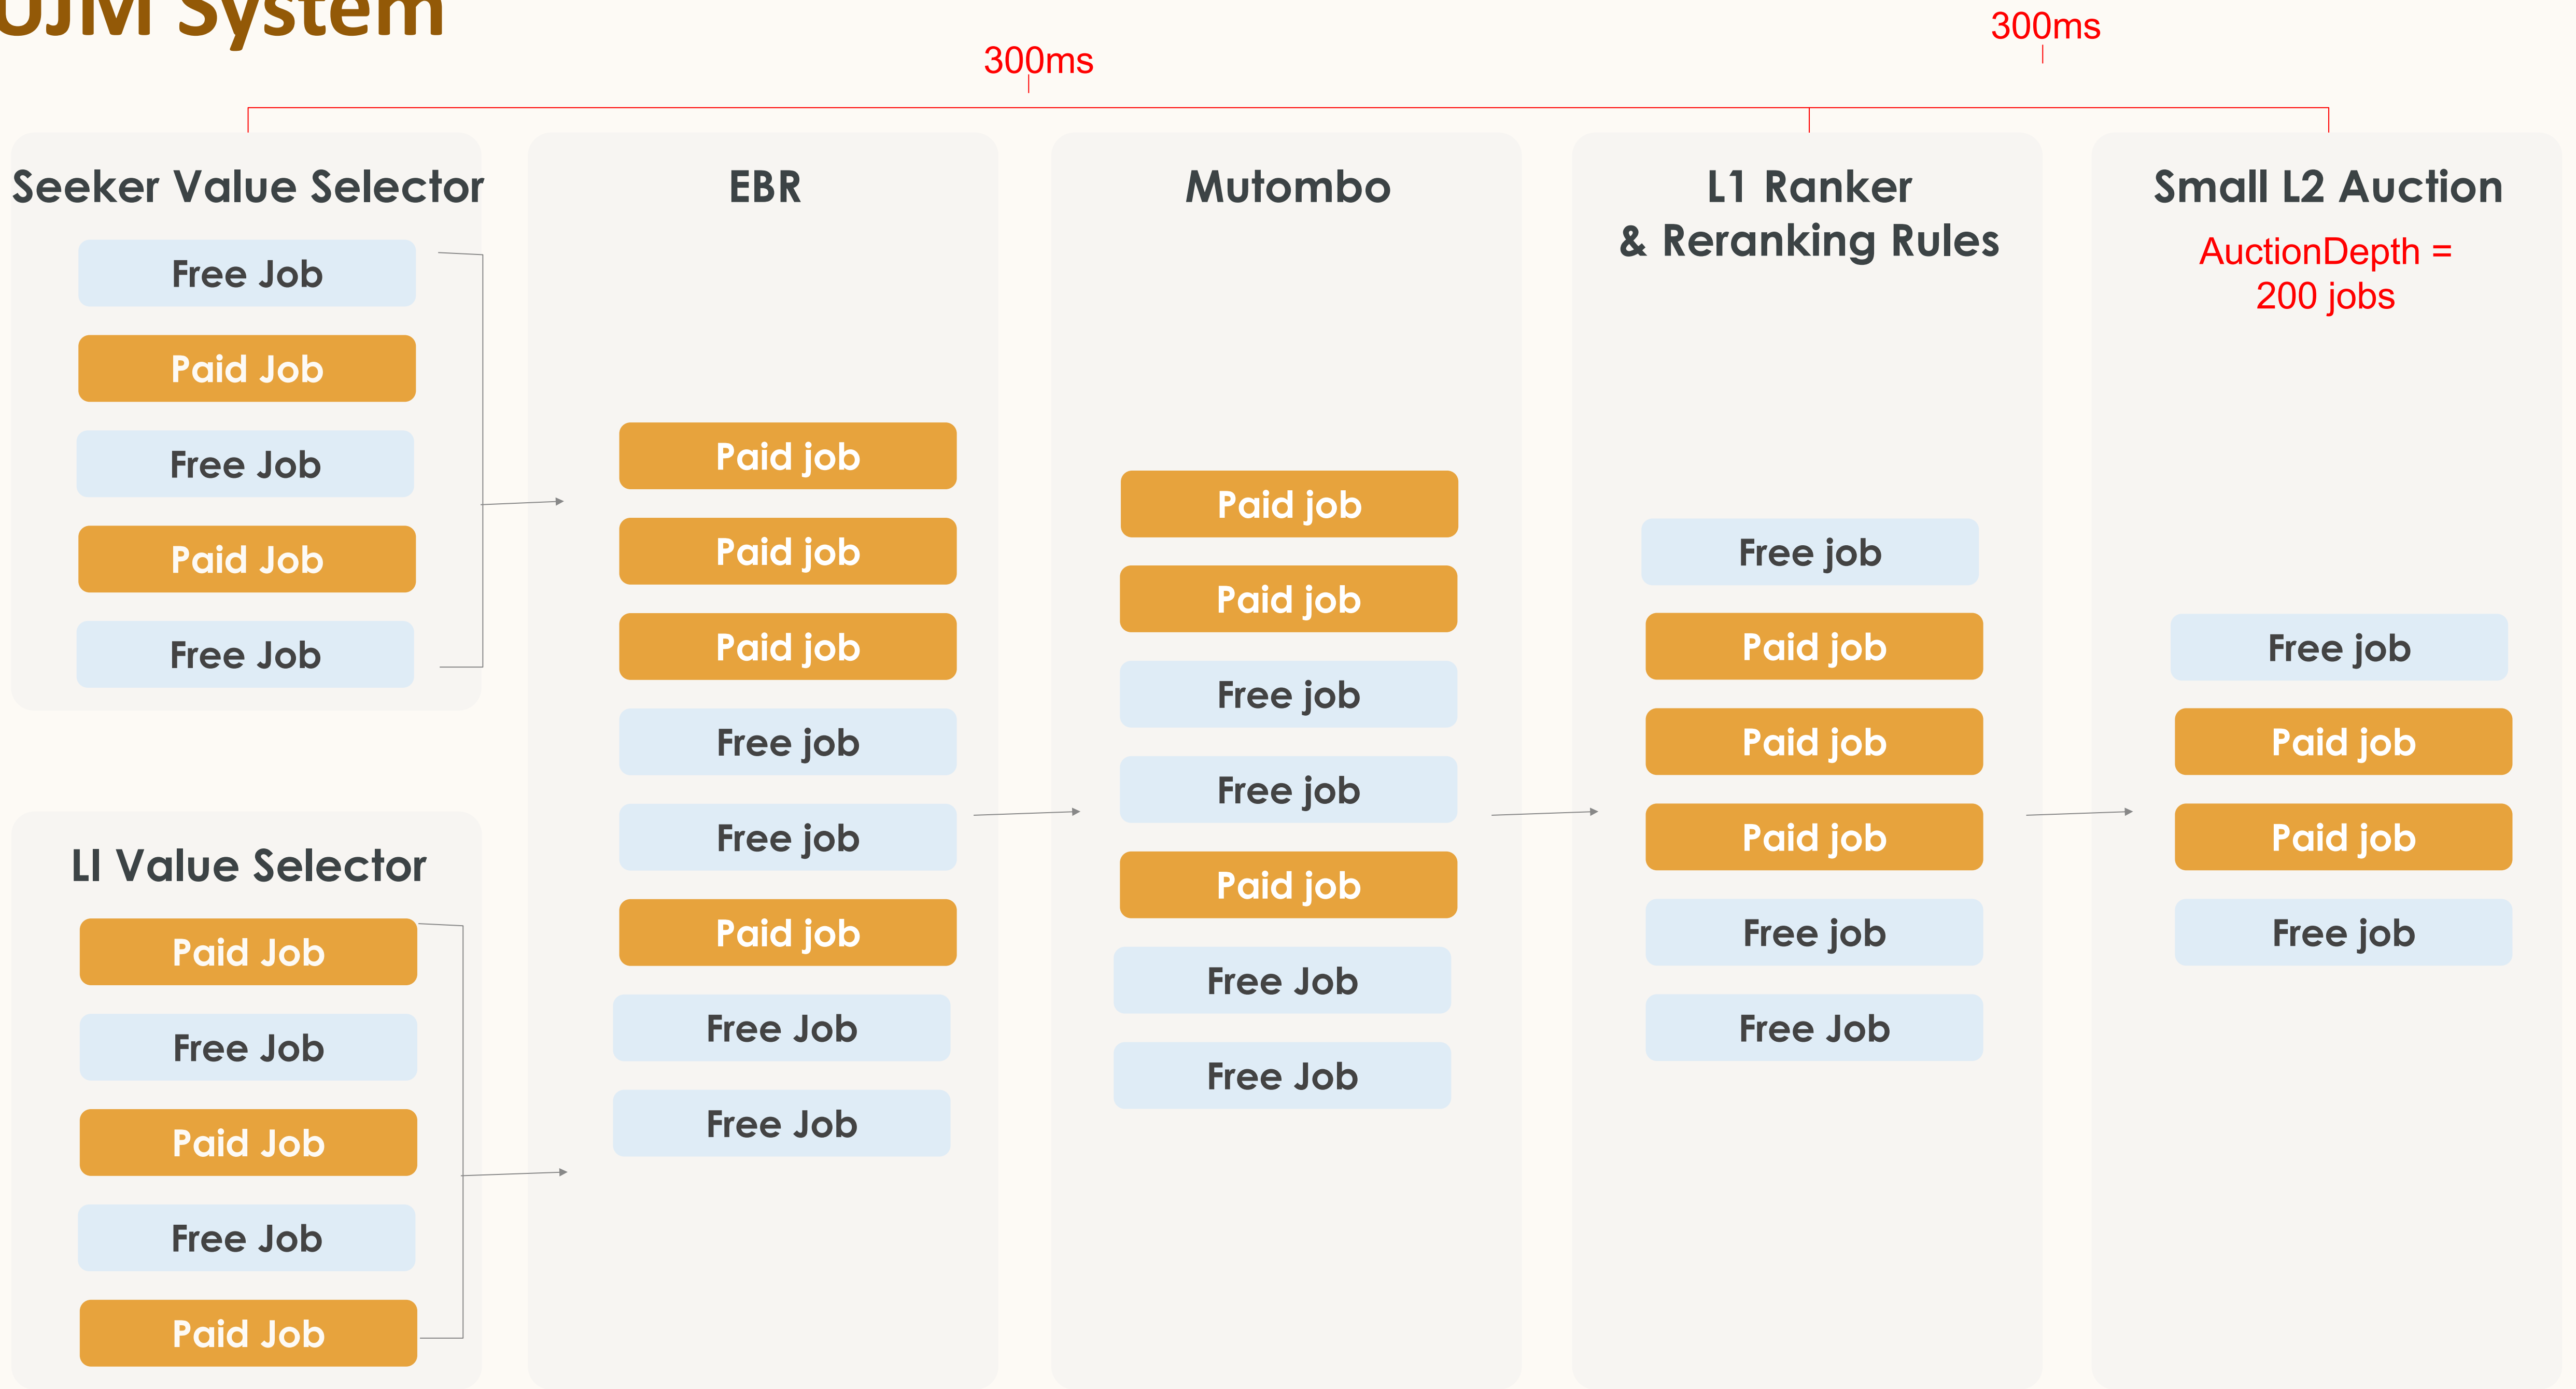 UJM System
300ms
300ms
Seeker Value Selector
Free Job
Paid Job
Free Job
Paid Job
Free Job
LI Value Selector
Paid Job
Free Job
Paid Job
Free Job
Paid Job
EBR
Paid job
Paid job
Paid job
Free job
Free job
Paid job
Free Job
Free Job
Mutombo
Paid job
Paid job
Free job
Free job
Paid job
Free Job
Free Job
L1 Ranker
& Reranking Rules
Free job
Paid job
Paid job
Paid job
Free job
Free Job
Small L2 Auction
AuctionDepth =
200 jobs
Free job
Paid job
Paid job
Free job